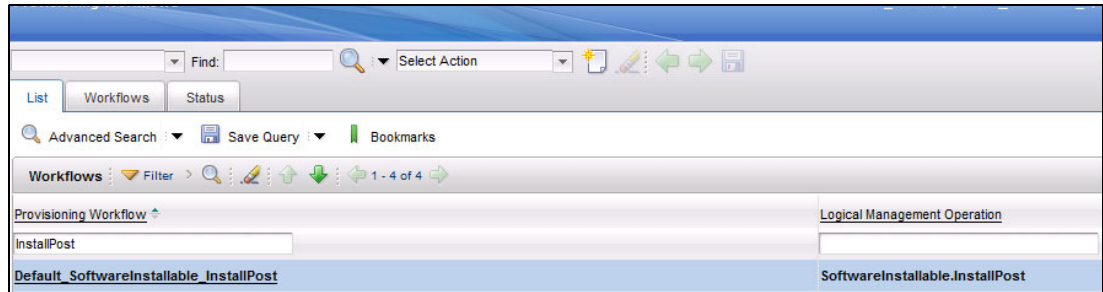 Find:
Select Action
List
Workflows
Status
Advanced Search
Save Query
Bookmarks
Workflows
Filter
1 - 4 of 4
Provisioning Workflow
Logical Management Operation
InstallPost
Default_SoftwareInstallable_InstallPost
SoftwareInstallable.InstallPost